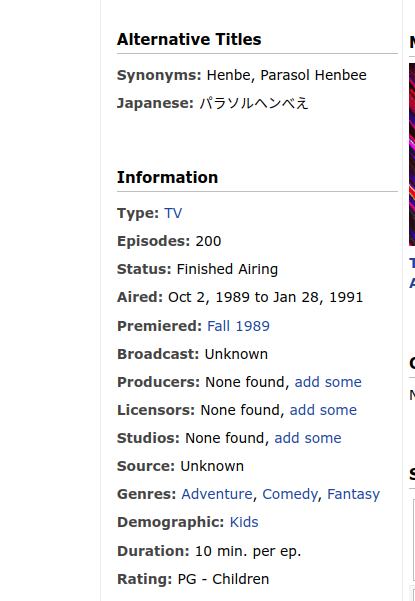 Alternative Titles
Synonyms: Henbe, Parasol Henbee
Japanese: パラソルヘンべえ
Information
Type: TV
Episodes: 200
Status: Finished Airing
Aired: Oct 2, 1989 to Jan 28, 1991
Premiered: Fall 1989
Broadcast: Unknown
Producers: None found, add some
Licensors: None found, add some
Studios: None found, add some
Source: Unknown
Genres: Adventure, Comedy, Fantasy
Demographic: Kids
Duration: 10 min. per ep.
Rating: PG - Children